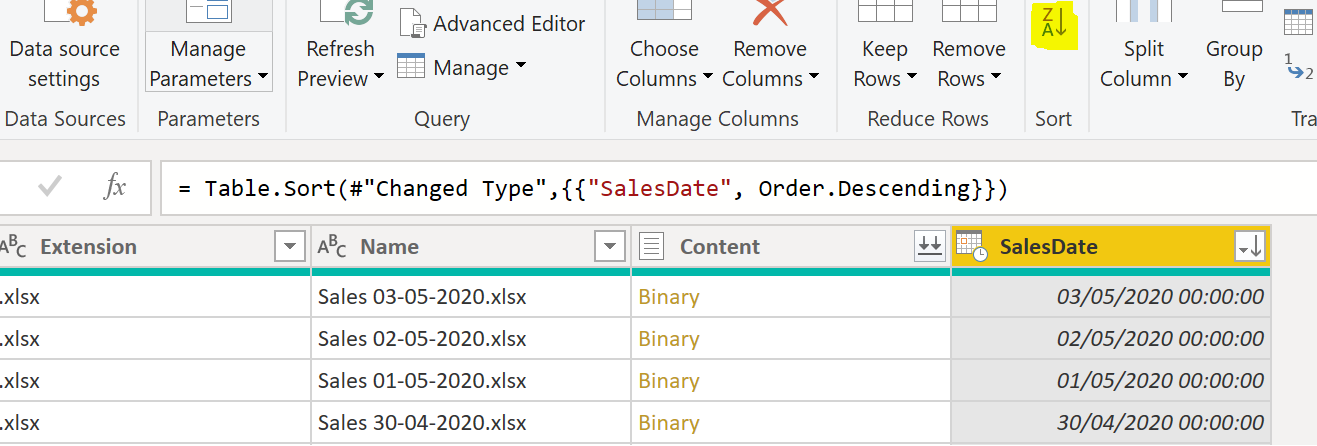 Data source settings
Manage Parameters
Refresh Preview
Advanced Editor
Manage
Choose Columns
Remove Columns
Keep Rows
Remove Rows
Z
A
Split Column
Group By
1
2
Data Sources
Parameters
Query
Manage Columns
Reduce Rows
Sort
Tra
fx
= Table.Sort(#"Changed Type",{{"SalesDate", Order.Descending}})
ABC Extension ABC Name Content SalesDate
.xlsx Sales 03-05-2020.xlsx Binary 03/05/2020 00:00:00
.xlsx Sales 02-05-2020.xlsx Binary 02/05/2020 00:00:00
.xlsx Sales 01-05-2020.xlsx Binary 01/05/2020 00:00:00
.xlsx Sales 30-04-2020.xlsx Binary 30/04/2020 00:00:00